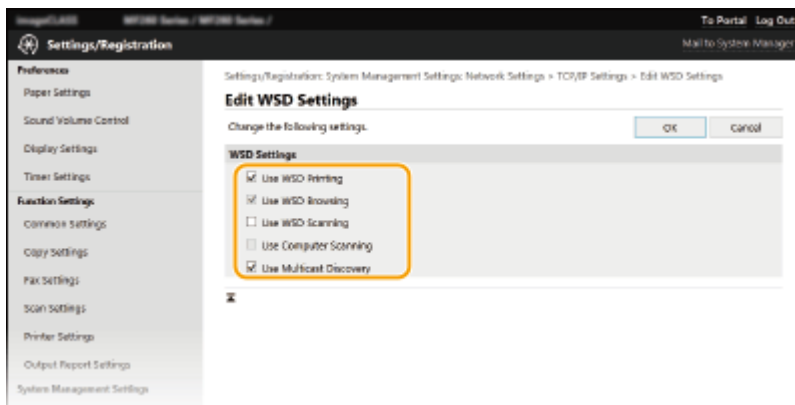 To Portal Log Out
Settings/Registration
Mail to System Manager
Preferences
Paper Settings
Sound Volume Control
Display Settings
Timer Settings
Function Settings
Common Settings
Copy Settings
Fax Settings
Scan Settings
Printer Settings
Output Report Settings
System Management Settings
Settings/Registration: System Management Settings: Network Settings > TCP/IP Settings > Edit WSD Settings
Edit WSD Settings
Change the following settings.
OK
Cancel
WSD Settings
Use WSD Printing
Use WSD Browsing
Use WSD Scanning
Use Computer Scanning
Use Multicast Discovery